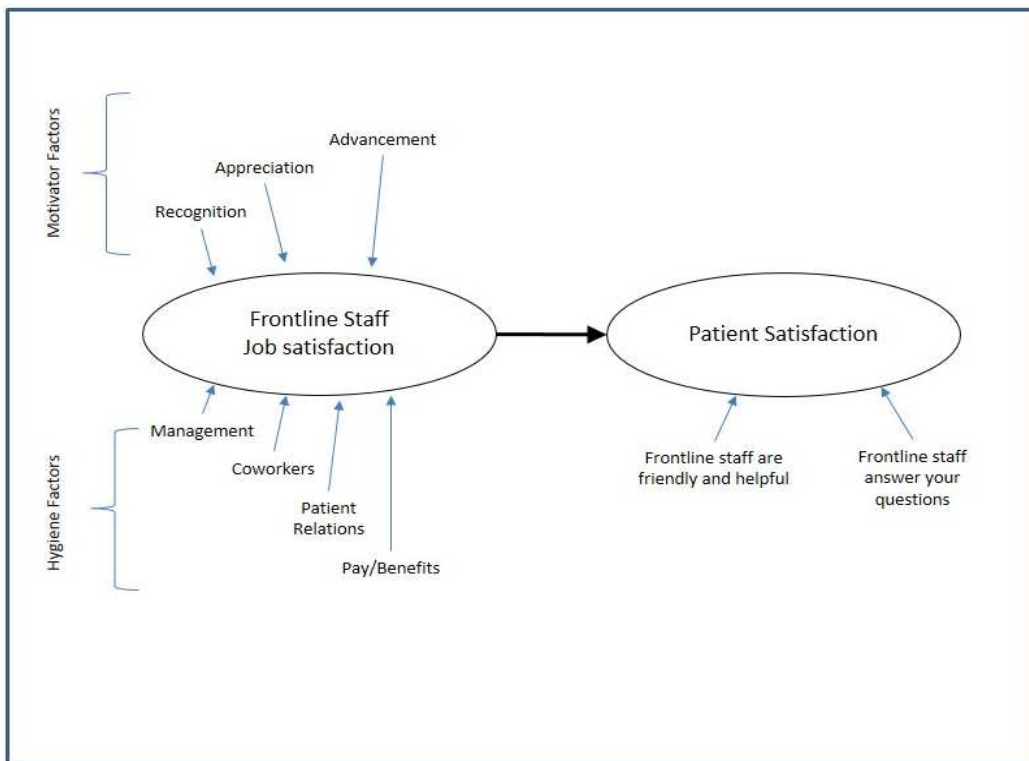 Motivator Factors
Advancement
Appreciation
Recognition
Frontline Staff
Job satisfaction
Patient Satisfaction
Hygiene Factors
Management
Coworkers
Patient
Relations
Pay/Benefits
Frontline staff are
friendly and helpful
Frontline staff
answer your
questions